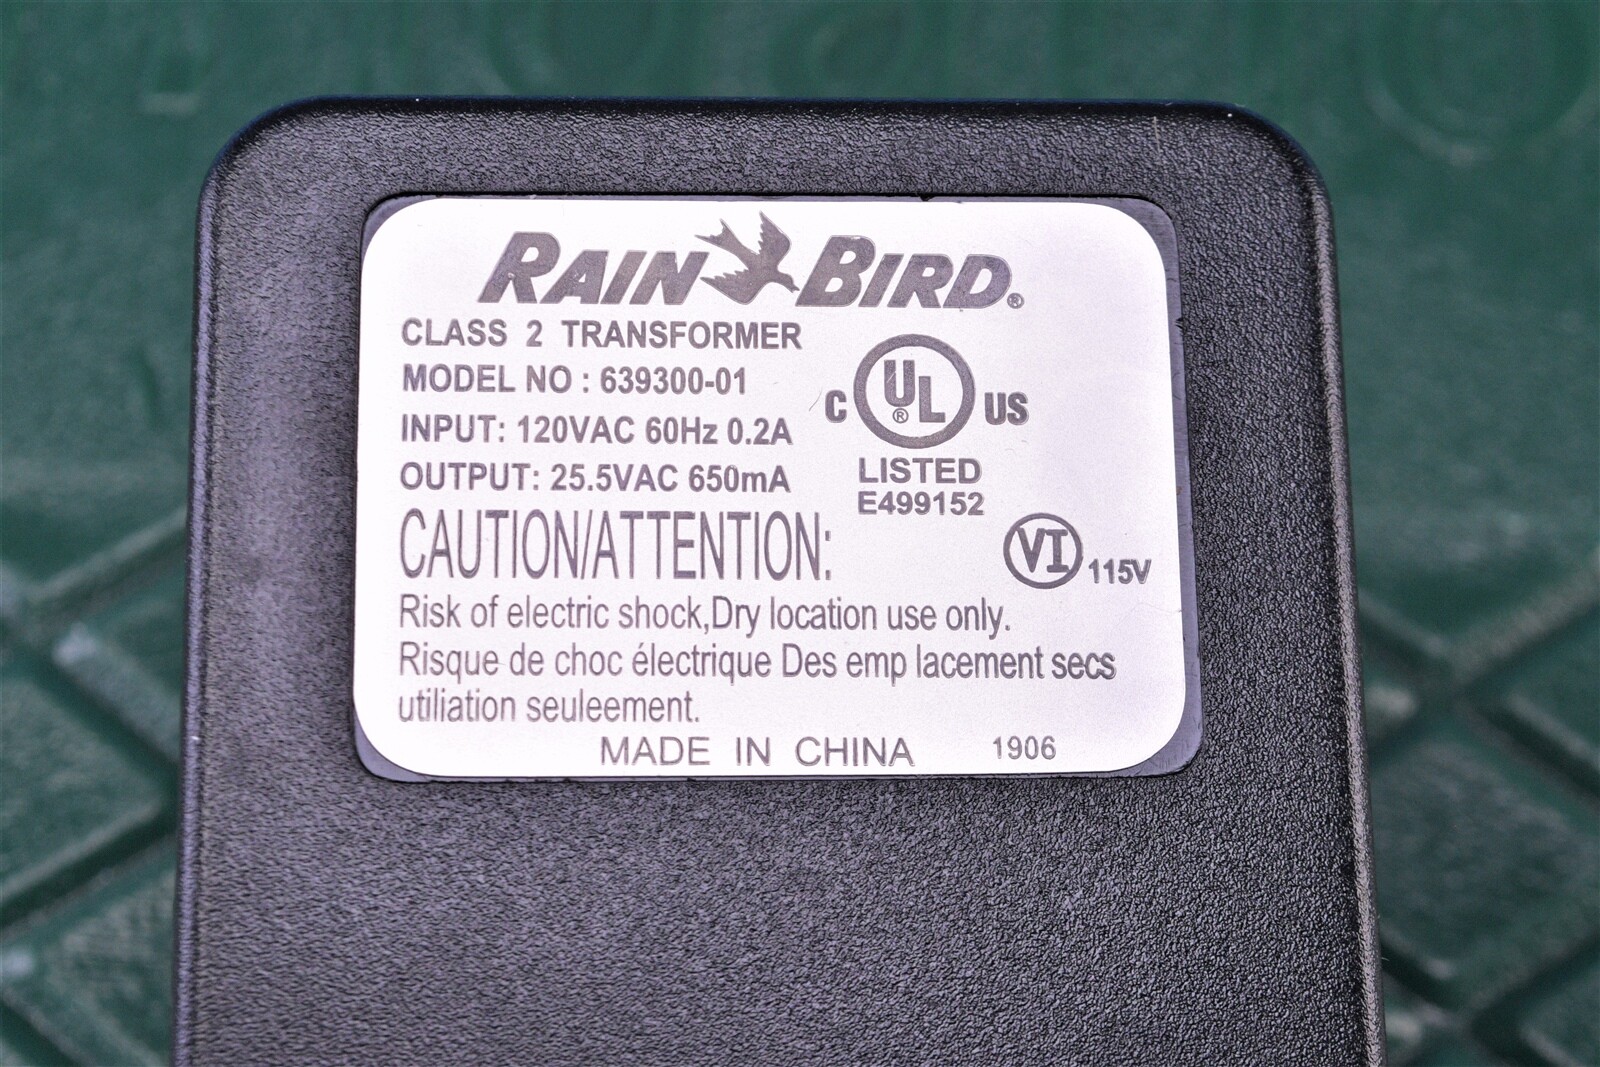 RAIN BIRD®
CLASS 2 TRANSFORMER
MODEL NO : 639300-01
INPUT: 120VAC 60Hz 0.2A
OUTPUT: 25.5VAC 650mA
C UL® US
LISTED
E499152
CAUTION/ATTENTION:
VI 115V
Risk of electric shock,Dry location use only.
Risque de choc électrique Des emp lacement secs
utiliation seuleement.
MADE IN CHINA 1906